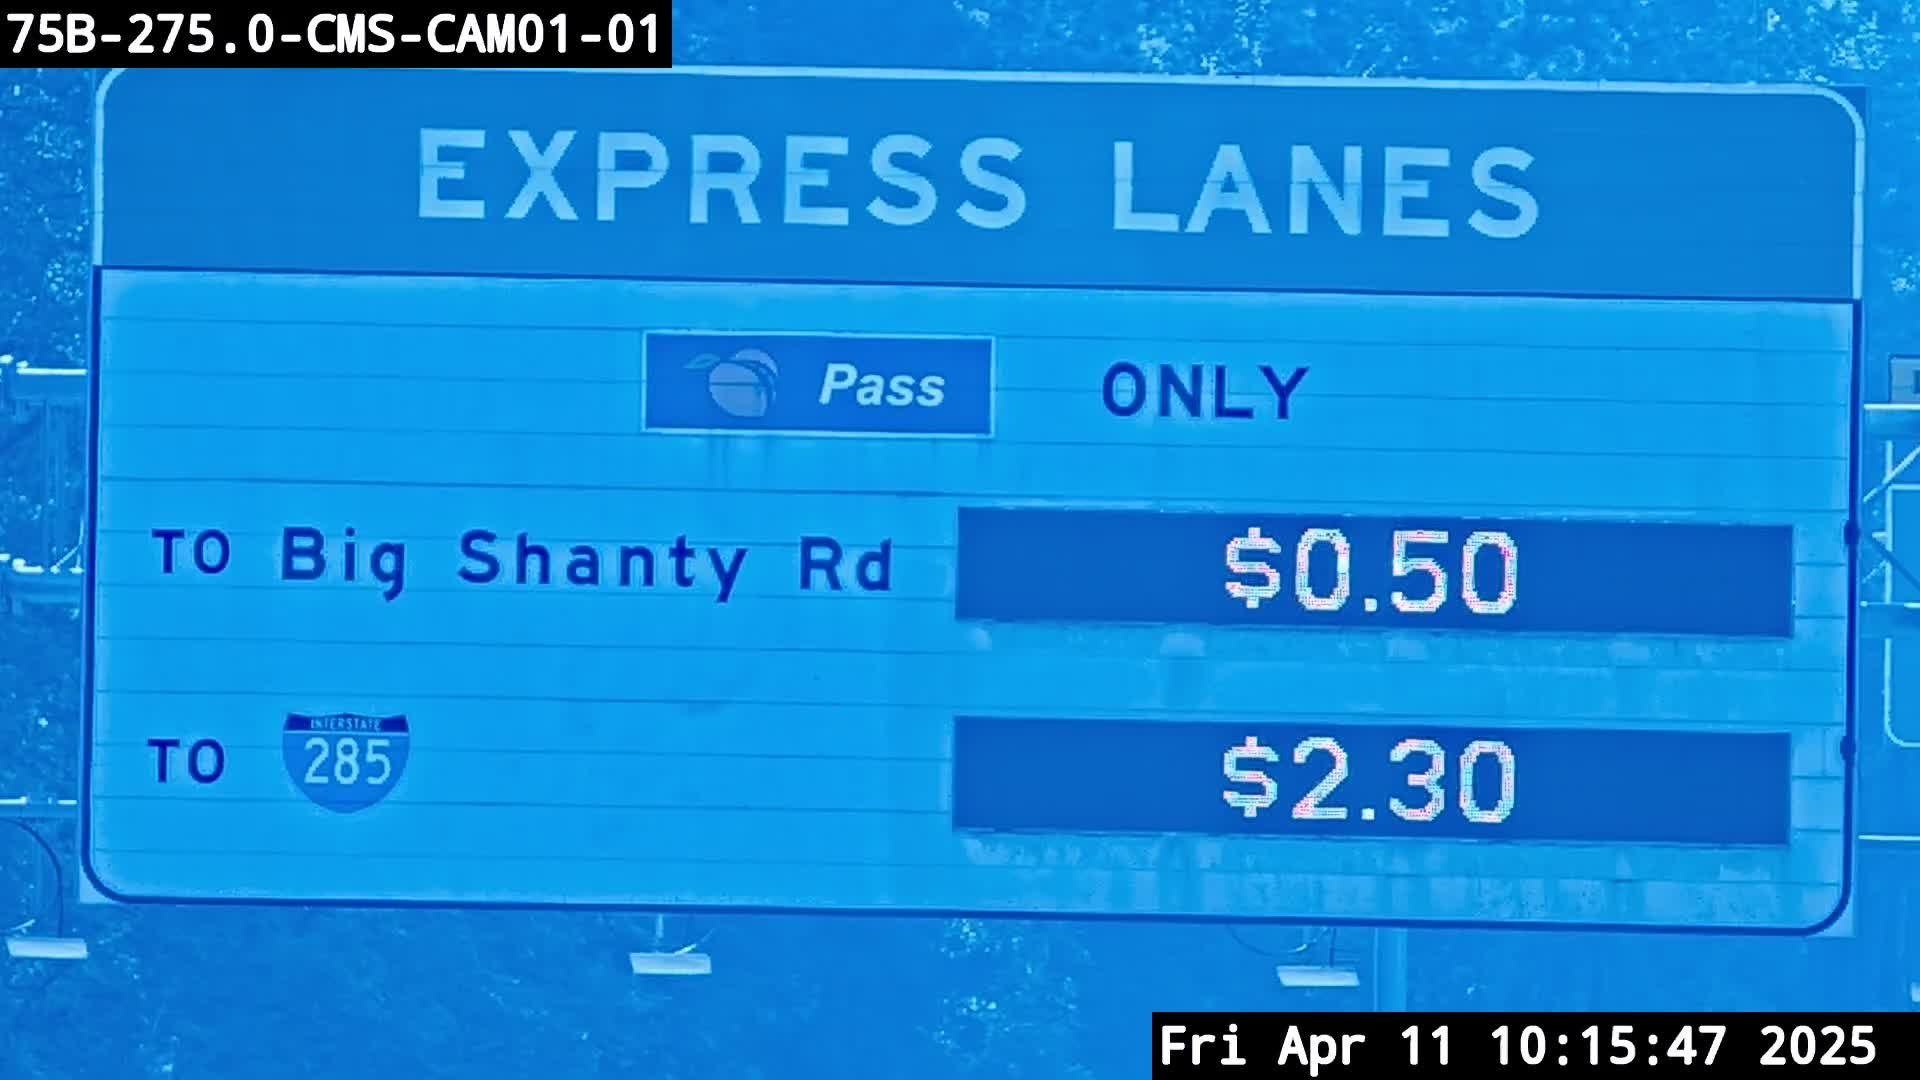 75B-275.0-CMS-CAM01-01
EXPRESS LANES
Pass ONLY
TO Big Shanty Rd $0.50
TO INTERSTATE 285 $2.30
Fri Apr 11 10:15:47 2025